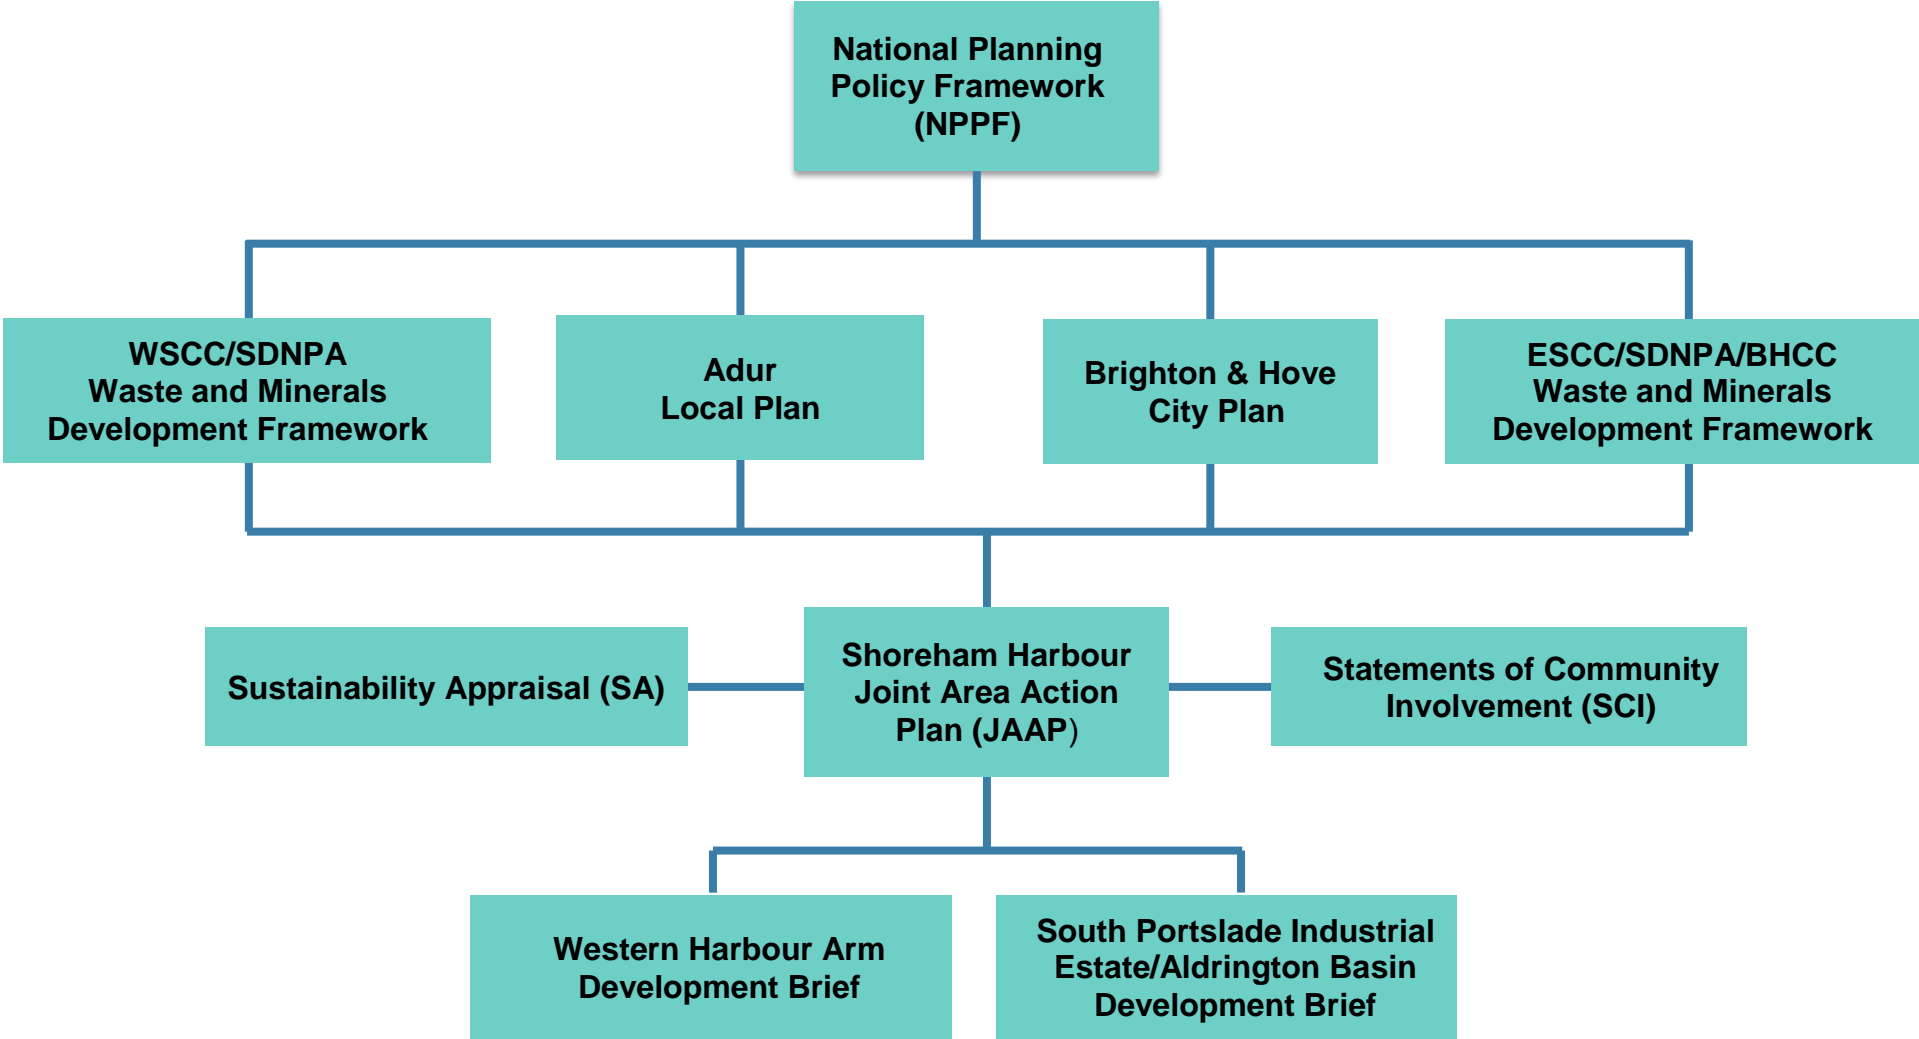 National Planning
Policy Framework
(NPPF)
WSCC/SDNPA
Waste and Minerals
Development Framework
Adur
Local Plan
Brighton & Hove
City Plan
ESCC/SDNPA/BHCC
Waste and Minerals
Development Framework
Sustainability Appraisal (SA)
Shoreham Harbour
Joint Area Action
Plan (JAAP)
Statements of Community
Involvement (SCI)
Western Harbour Arm
Development Brief
South Portslade Industrial
Estate/Aldrington Basin
Development Brief